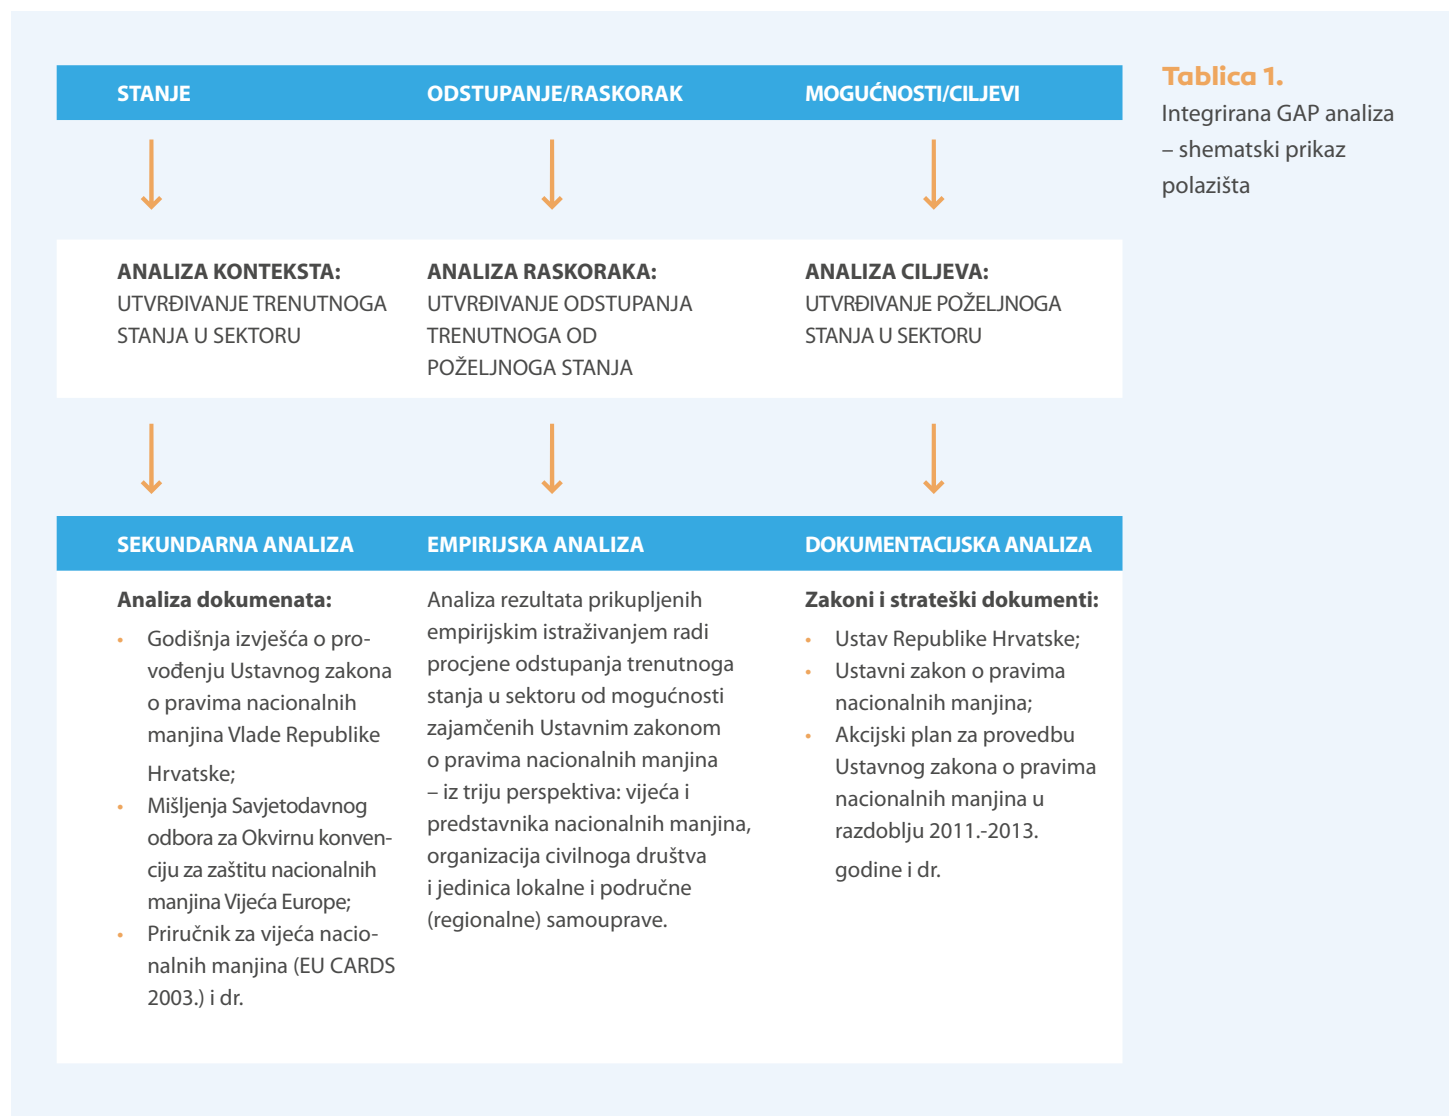 STANJE
ODSTUPANJE/RASKORAK
MOGUĆNOSTI/CILJEVI
Tablica 1.
Integrirana GAP analiza
– shematski prikaz
polazišta
ANALIZA KONTEKSTA:
UTVRĐIVANJE TRENUTNOGA
STANJA U SEKTORU
ANALIZA RASKORAKA:
UTVRĐIVANJE ODSTUPANJA
TRENUTNOGA OD
POŽELJNOGA STANJA
ANALIZA CILJEVA:
UTVRĐIVANJE POŽELJNOGA
STANJA U SEKTORU
SEKUNDARNA ANALIZA
Analiza dokumenata:
• Godišnja izvješća o pro-
vođenju Ustavnog zakona
o pravima nacionalnih
manjina Vlade Republike
Hrvatske;
• Mišljenja Savjetodavnog
odbora za Okvirnu konven-
ciju za zaštitu nacionalnih
manjina Vijeća Europe;
• Priručnik za vijeća nacio-
nalnih manjina (EU CARDS
2003.) i dr.
EMPIRIJSKA ANALIZA
Analiza rezultata prikupljenih
empirijskim istraživanjem radi
procjene odstupanja trenutnoga
stanja u sektoru od mogućnosti
zajamčenih Ustavnim zakonom
o pravima nacionalnih manjina
– iz triju perspektiva: vijeća i
predstavnika nacionalnih manjina,
organizacija civilnoga društva
i jedinica lokalne i područne
(regionalne) samouprave.
DOKUMENTACIJSKA ANALIZA
Zakoni i strateški dokumenti:
• Ustav Republike Hrvatske;
• Ustavni zakon o pravima
nacionalnih manjina;
• Akcijski plan za provedbu
Ustavnog zakona o pravima
nacionalnih manjina u
razdoblju 2011.-2013.
godine i dr.